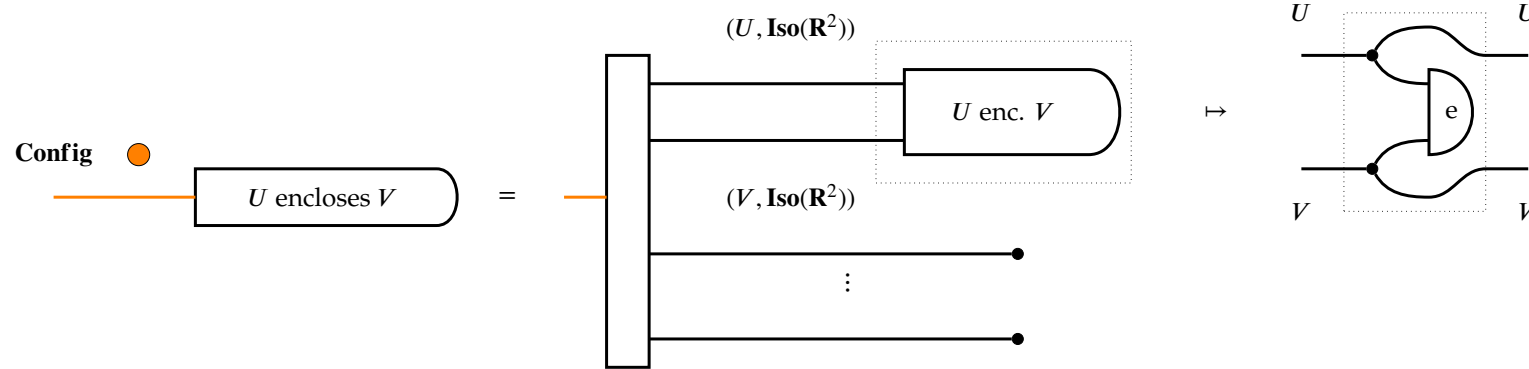 Config
U encloses V
=
(U, Iso(R²))
U enc. V
(V, Iso(R²))
⋮
↦
U
U
e
V
V